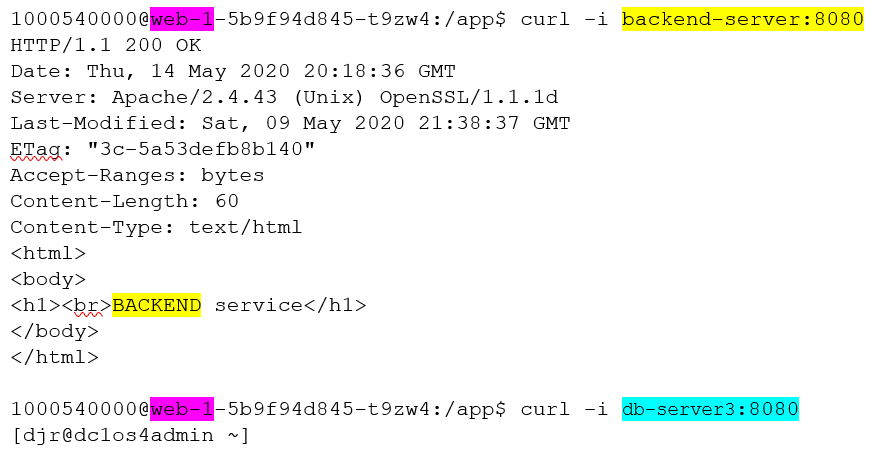 1000540000@web-1-5b9f94d845-t9zw4:/app$ curl -i backend-server:8080
HTTP/1.1 200 OK
Date: Thu, 14 May 2020 20:18:36 GMT
Server: Apache/2.4.43 (Unix) OpenSSL/1.1.1d
Last-Modified: Sat, 09 May 2020 21:38:37 GMT
ETag: "3c-5a53defb8b140"
Accept-Ranges: bytes
Content-Length: 60
Content-Type: text/html
<html>
<body>
<h1><br>BACKEND service</h1>
</body>
</html>
1000540000@web-1-5b9f94d845-t9zw4:/app$ curl -i db-server3:8080
[djr@dc1os4admin ~]